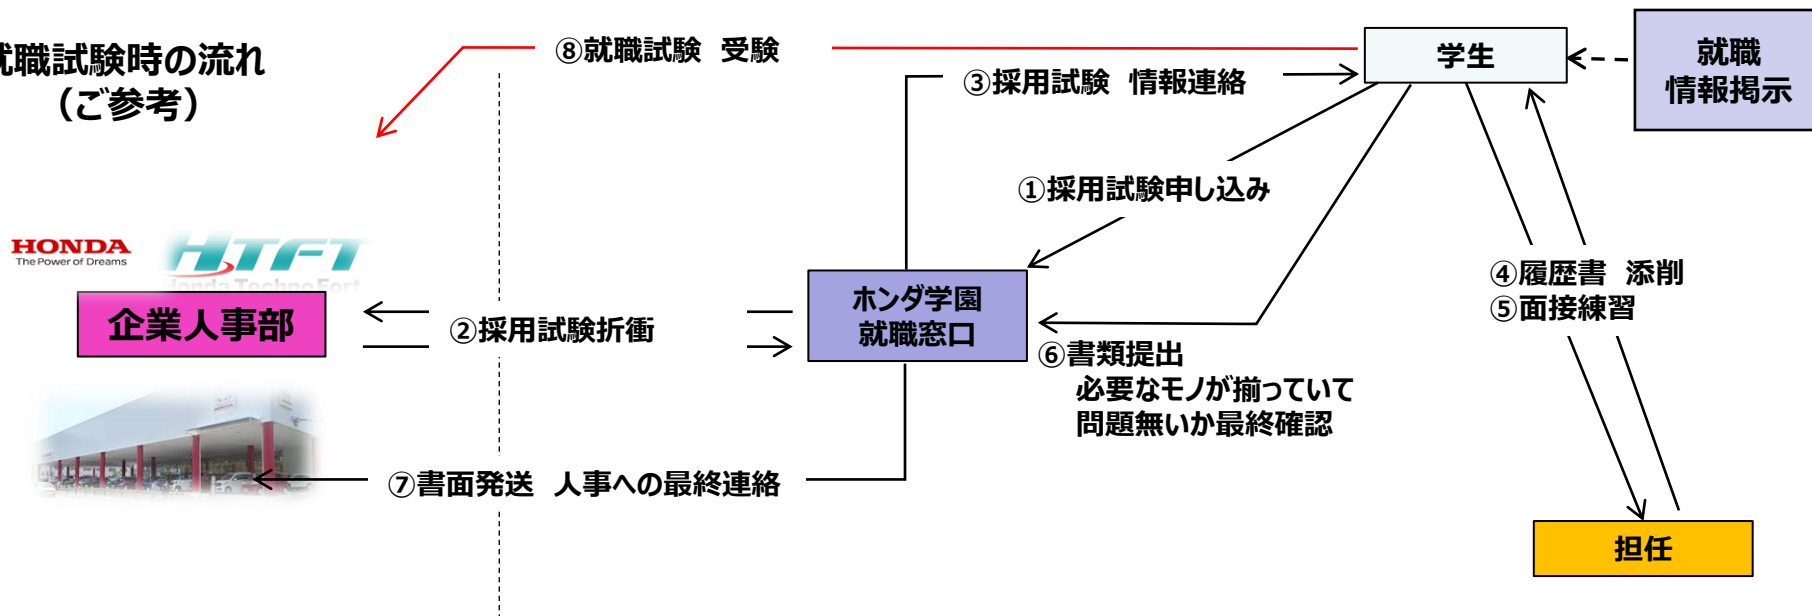 職試験時の流れ
（ご参考）
⑧就職試験 受験
③採用試験 情報連絡
学生
就職
情報掲示
①採用試験申し込み
HONDA
The Power of Dreams
HTFT
Honda TechnoFort
企業人事部
②採用試験折衝
ホンダ学園
就職窓口
④履歴書 添削
⑤面接練習
⑥書類提出
必要なモノが揃っていて
問題無いか最終確認
⑦書面発送 人事への最終連絡
担任